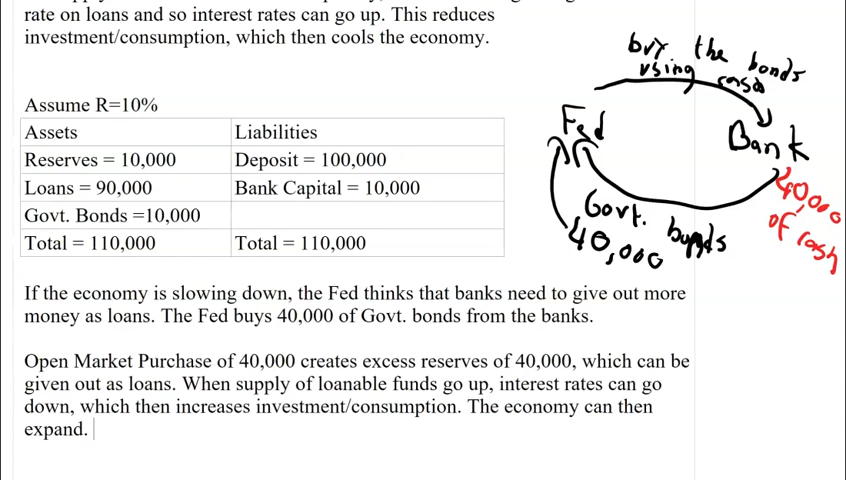 rate on loans and so interest rates can go up. This reduces
investment/consumption, which then cools the economy.
Assume R=10%
Assets Liabilities
Reserves = 10,000 Deposit = 100,000
Loans = 90,000 Bank Capital = 10,000
Govt. Bonds =10,000
Total = 110,000 Total = 110,000
If the economy is slowing down, the Fed thinks that banks need to give out more
money as loans. The Fed buys 40,000 of Govt. bonds from the banks.
Open Market Purchase of 40,000 creates excess reserves of 40,000, which can be
given out as loans. When supply of loanable funds go up, interest rates can go
down, which then increases investment/consumption. The economy can then
expand.
buy the bonds
using cash
Fed
Bank
Govt. bonds
40,000
40,000
of cash